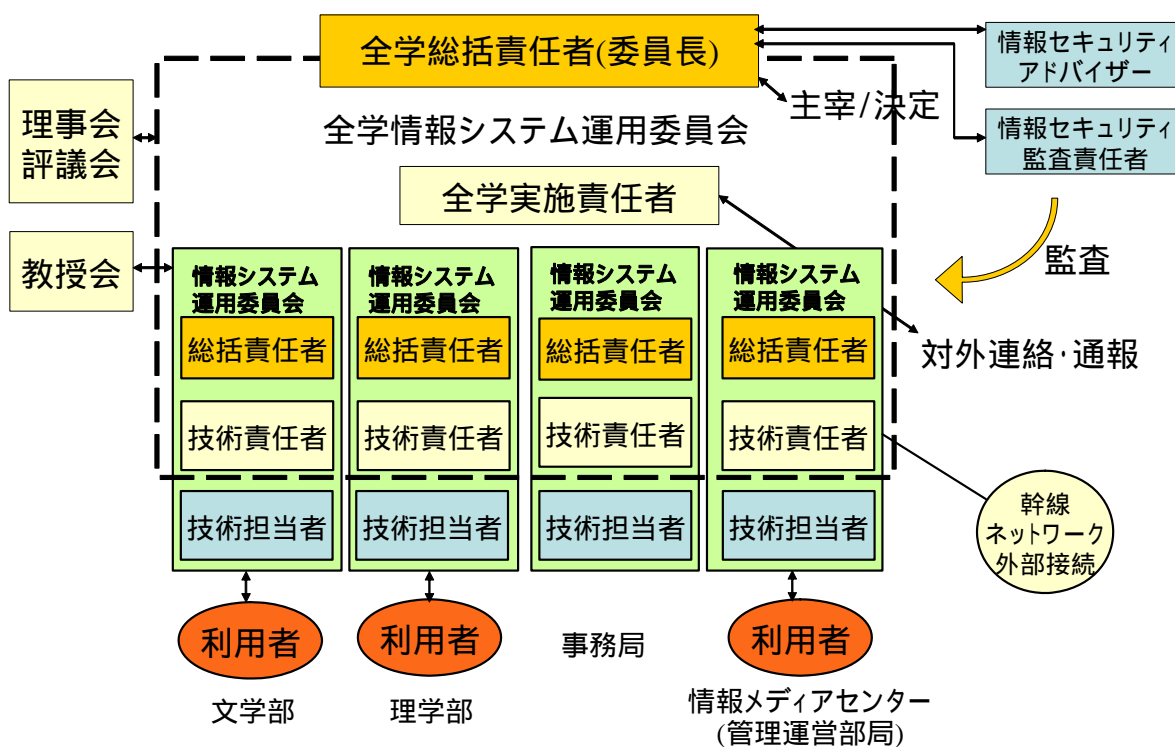 全学総括責任者(委員長)
情報セキュリティ
アドバイザー
主宰/決定
理事会
評議会
全学情報システム運用委員会
情報セキュリティ
監査責任者
全学実施責任者
教授会
監査
情報システム
運用委員会
総括責任者
技術責任者
技術担当者
利用者
文学部
情報システム
運用委員会
総括責任者
技術責任者
技術担当者
利用者
理学部
情報システム
運用委員会
総括責任者
技術責任者
技術担当者
事務局
情報システム
運用委員会
総括責任者
技術責任者
技術担当者
利用者
情報メディアセンター
(管理運営部局)
対外連絡・通報
幹線
ネットワーク
外部接続